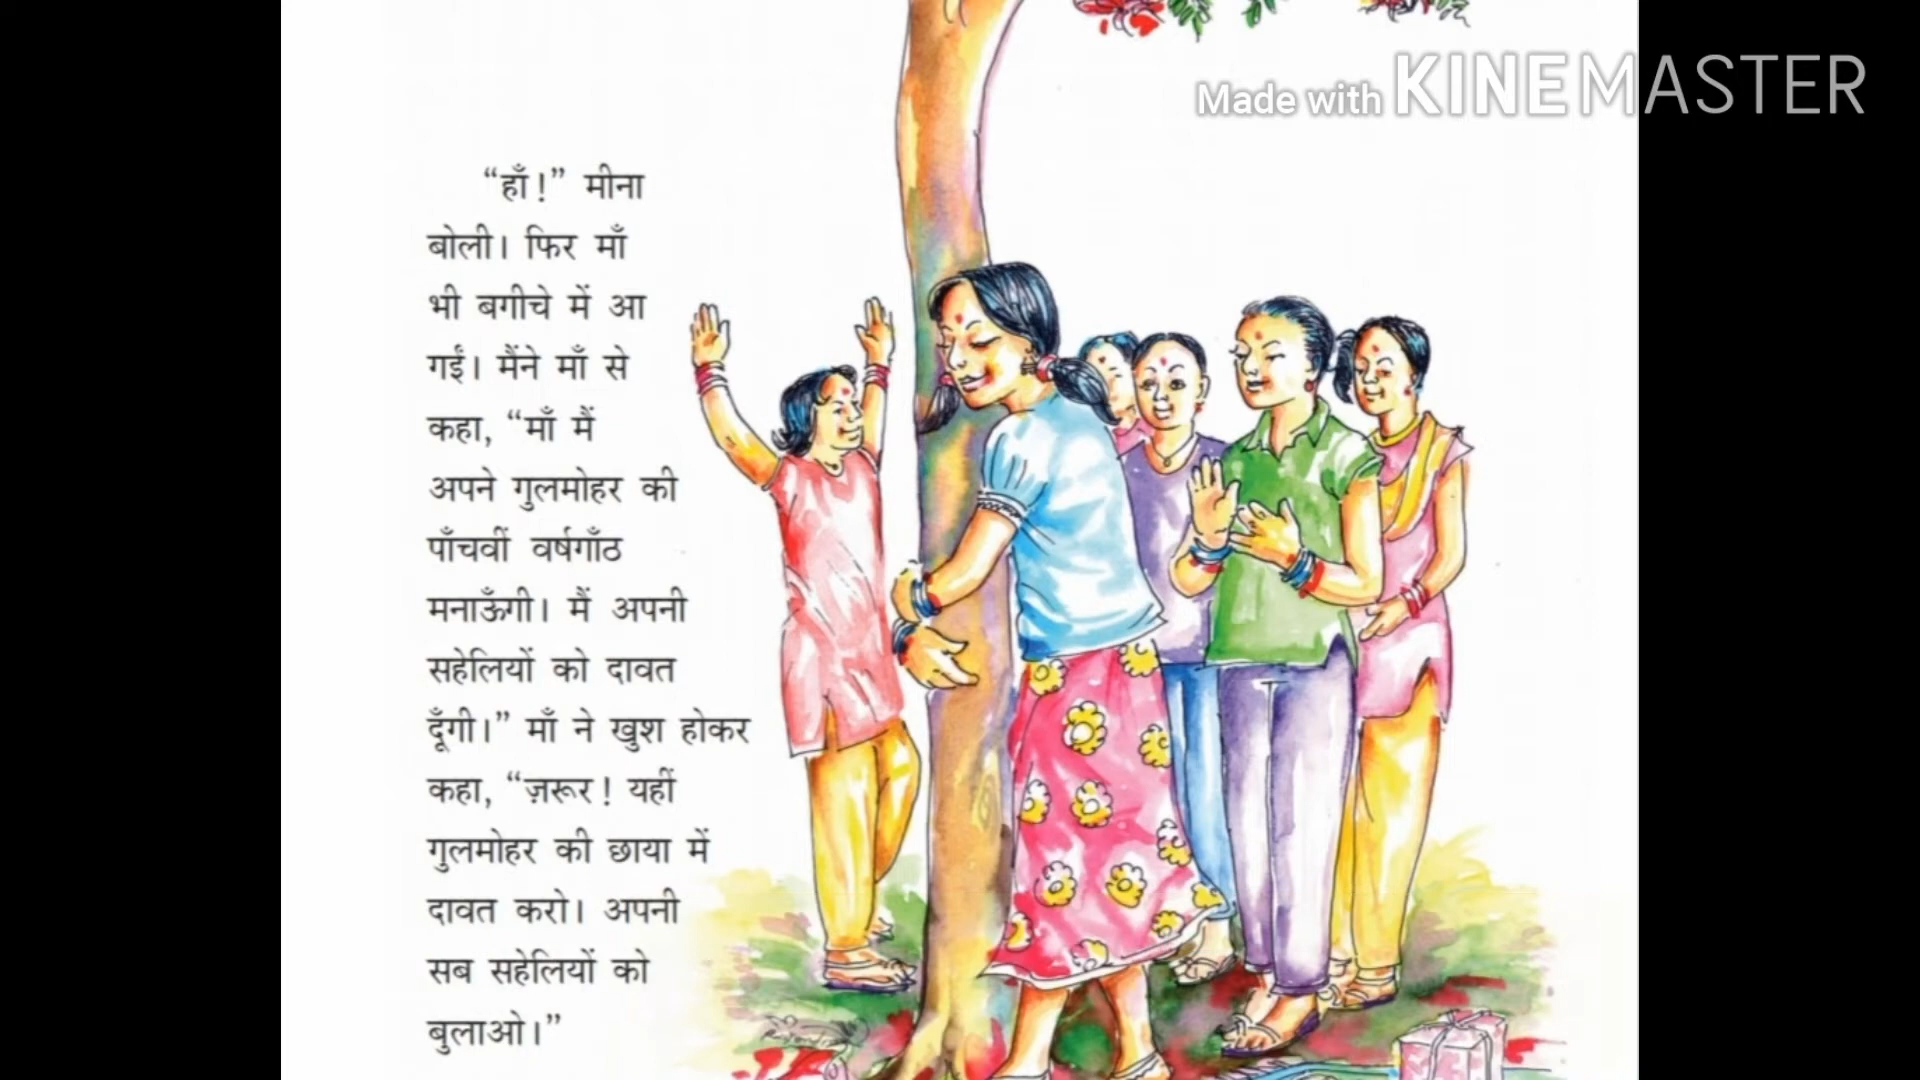 Made with KINEMASTER
“हाँ!” मीना
बोली। फिर माँ
भी बगीचे में आ
गईं। मैंने माँ से
कहा, “माँ मैं
अपने गुलमोहर की
पाँचवीं वर्षगाँठ
मनाऊँगी। मैं अपनी
सहेलियों को दावत
दूँगी।” माँ ने खुश होकर
कहा, “ज़रूर! यहीं
गुलमोहर की छाया में
दावत करो। अपनी
सब सहेलियों को
बुलाओ।”